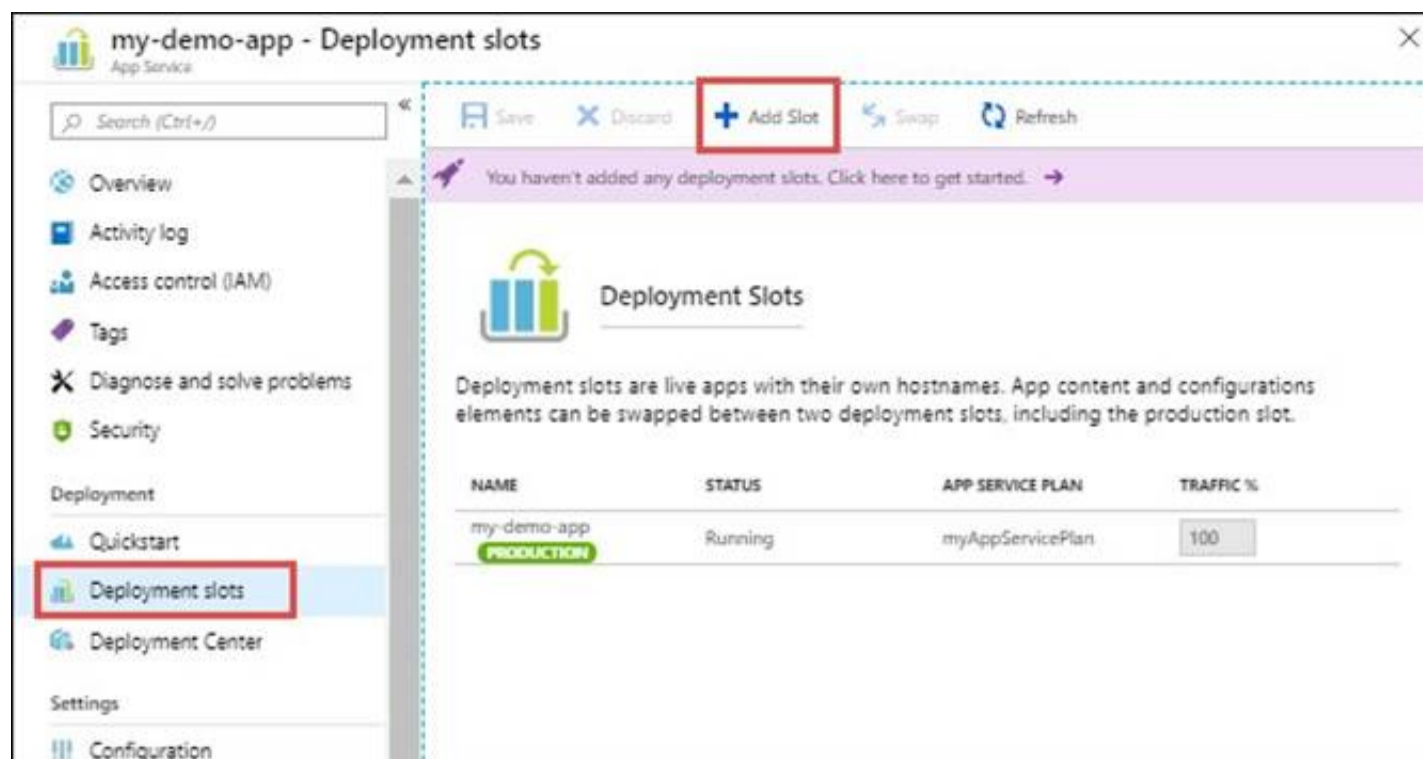 my-demo-app - Deployment slots
App Service
Search (Ctrl+/)
«
Overview
Activity log
Access control (IAM)
Tags
Diagnose and solve problems
Security
Deployment
Quickstart
Deployment slots
Deployment Center
Settings
Configuration
Save Discard Add Slot Swap Refresh
You haven't added any deployment slots. Click here to get started. →
Deployment Slots
Deployment slots are live apps with their own hostnames. App content and configurations
elements can be swapped between two deployment slots, including the production slot.
NAME STATUS APP SERVICE PLAN TRAFFIC %
my-demo-app Running myAppServicePlan 100
PRODUCTION